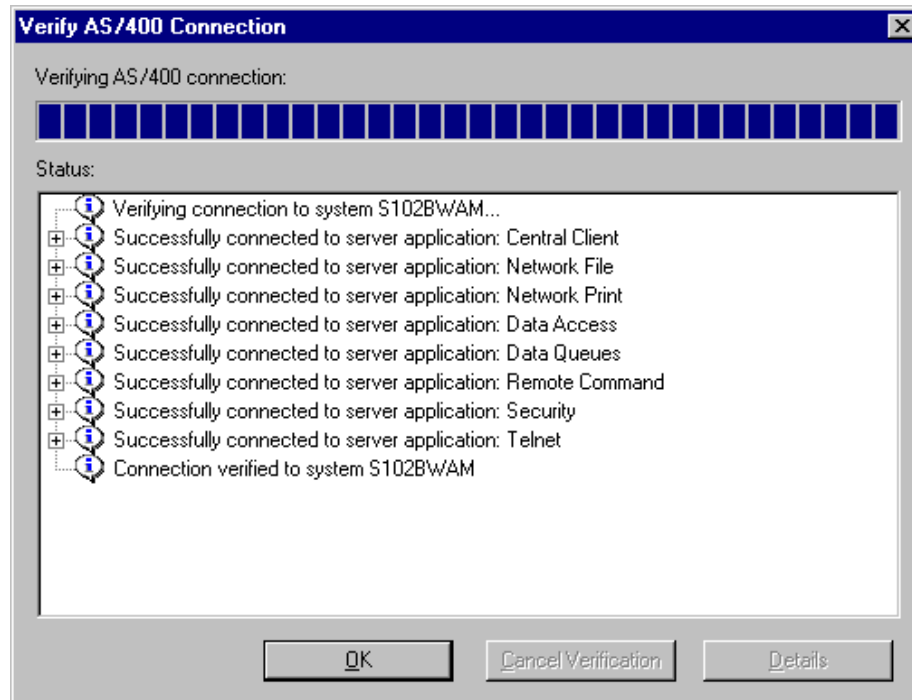 Verify AS/400 Connection
Verifying AS/400 connection:
Status:
Verifying connection to system S102BWAM...
Successfully connected to server application: Central Client
Successfully connected to server application: Network File
Successfully connected to server application: Network Print
Successfully connected to server application: Data Access
Successfully connected to server application: Data Queues
Successfully connected to server application: Remote Command
Successfully connected to server application: Security
Successfully connected to server application: Telnet
Connection verified to system S102BWAM
OK Cancel Verification Details